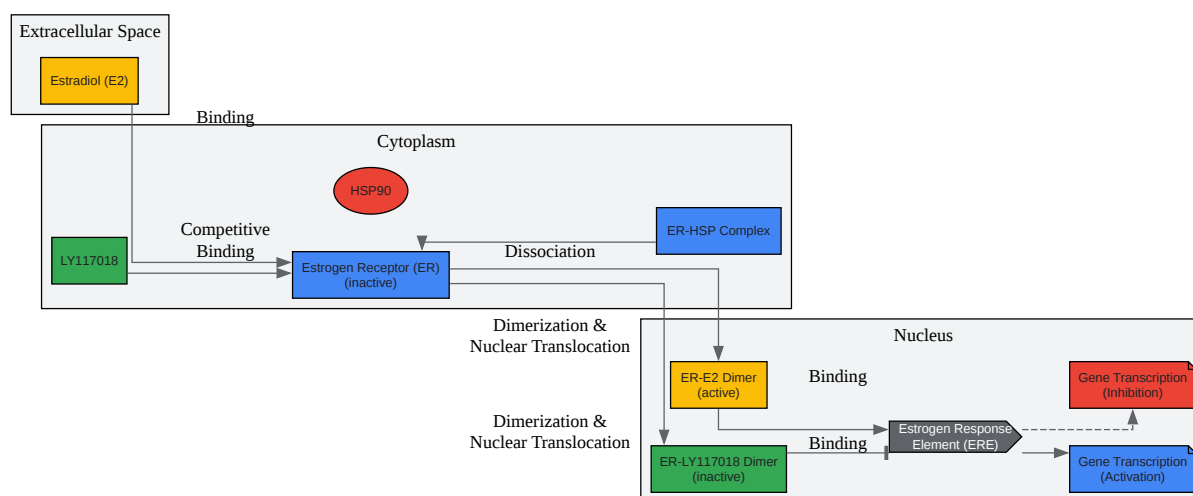 Extracellular Space
Estradiol (E2)
Binding
Cytoplasm
HSP90
Competitive
Binding
LY117018
ER-HSP Complex
Dissociation
Estrogen Receptor (ER)
(inactive)
Dimerization &
Nuclear Translocation
Nucleus
ER-E2 Dimer
(active)
Binding
Gene Transcription
(Inhibition)
Dimerization &
Nuclear Translocation
Binding
Estrogen Response
Element (ERE)
ER-LY117018 Dimer
(inactive)
Gene Transcription
(Activation)